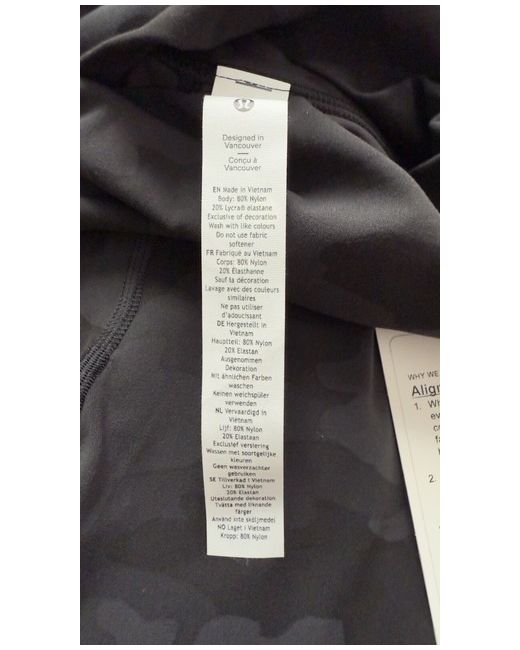 Designed in
Vancouver
—
Conçu à
Vancouver
EN Made in Vietnam
Body: 80% Nylon
20% Lycra® elastane
Exclusive of decoration
Wash with like colours
Do not use fabric
softener
FR Fabriqué au Vietnam
Corps: 80% Nylon
20% Élasthanne
Sauf la décoration
Lavage avec des couleurs
similaires
Ne pas utiliser
d'adoucissant
DE Hergestellt in
Vietnam
Hauptteil: 80% Nylon
20% Elastan
Ausgenommen
Dekoration
Mit ähnlichen Farben
waschen
Keinen weichspüler
verwenden
NL Vervaardigd in
Vietnam
Lijf: 80% Nylon
20% Elastaan
Exclusief versiering
Wassen met soortgelijke
kleuren
Geen wasverzachter
gebruiken
SE Tillverkad i Vietnam
Liv: 80% Nylon
20% Elastan
Uteslutande dekoration
Tvätta med liknande
färger
Använd inte sköljmedel
NO Laget i Vietnam
Kropp: 80% Nylon
WHY WE
Align
1. Wh
2.